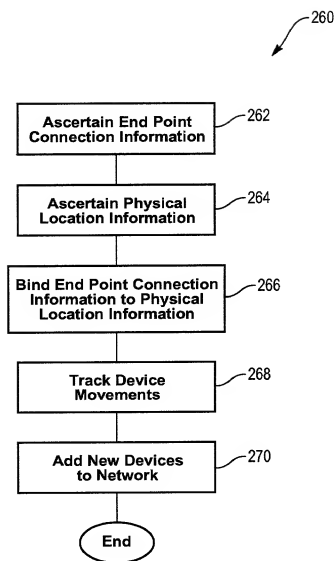 260
Ascertain End Point
Connection Information
262
Ascertain Physical
Location Information
264
Bind End Point Connection
Information to Physical
Location Information
266
Track Device
Movements
268
Add New Devices
to Network
270
End